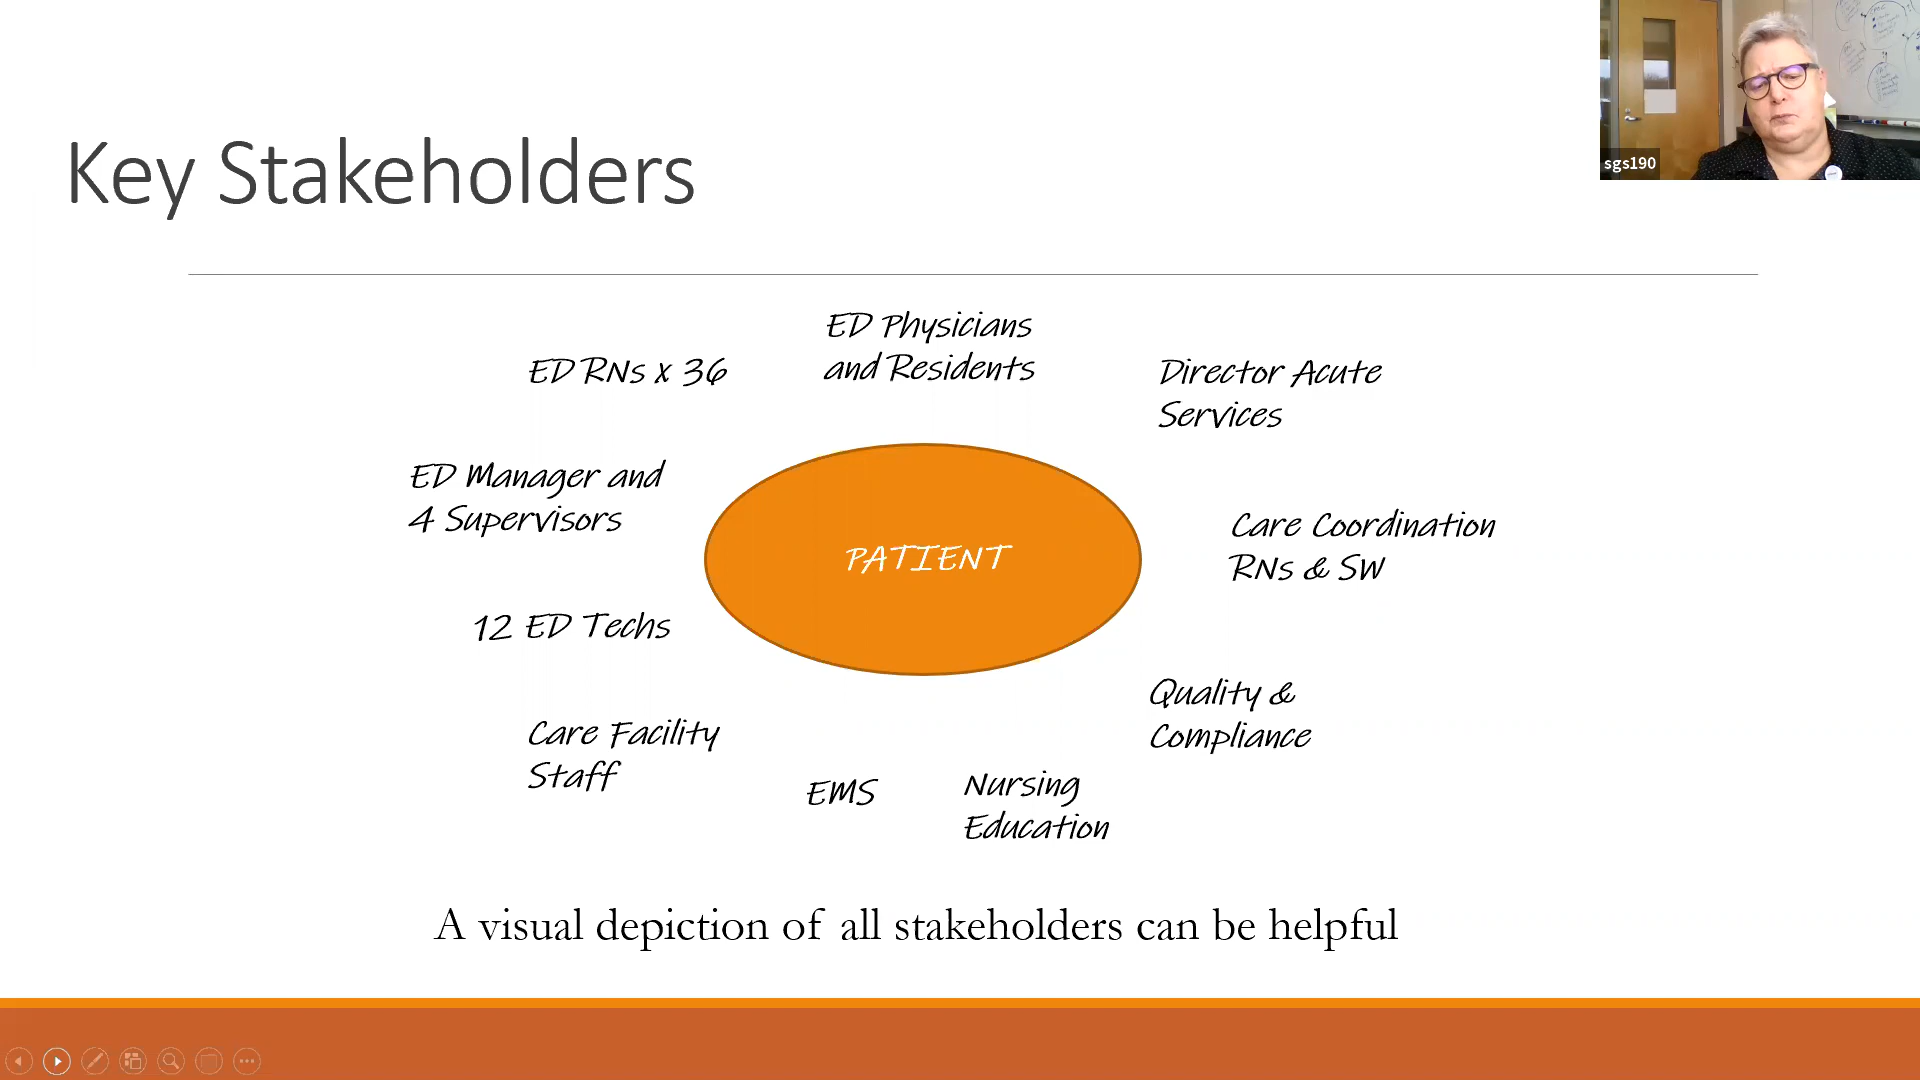 sgs190
Key Stakeholders
ED Physicians
and Residents
ED RNs x 36
Director Acute
Services
ED Manager and
4 Supervisors
PATIENT
Care Coordination
RNs & SW
12 ED Techs
Quality &
Compliance
Care Facility
Staff
EMS
Nursing
Education
A visual depiction of all stakeholders can be helpful